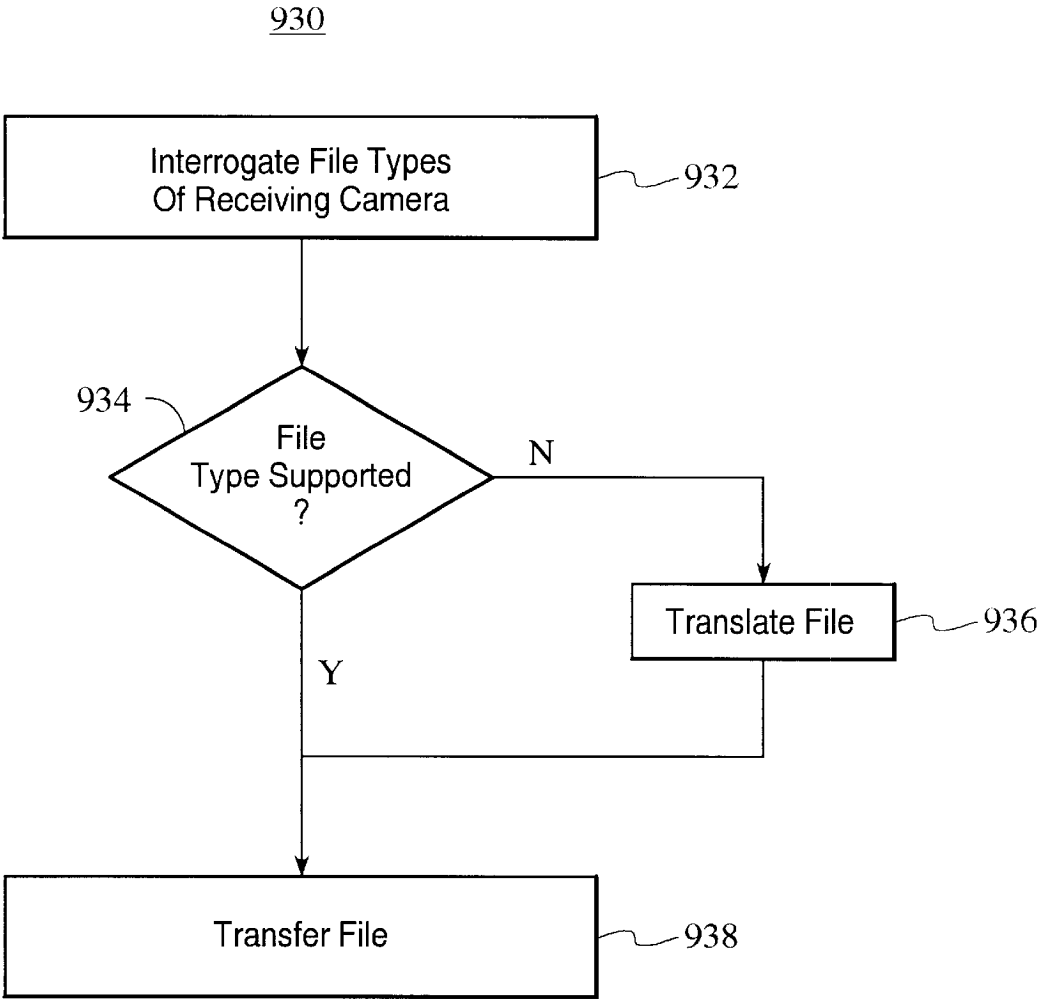 930
Interrogate File Types
Of Receiving Camera
932
934
File
Type Supported
?
N
Translate File
936
Y
Transfer File
938